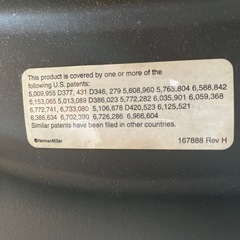 This product is covered by one or more of the
following U.S. patents:
5,009,955 D377, 431 D346, 279 5,608,960 5,765,804 6,588,842
5,153,065 5,013,089 D386,023 5,772,282 6,035,901 6,059,368
6,772,741 6,733,080 5,106,678 D420,523 6,125,521
6,386,634 6,702,390 6,726,286 6,966,604
Similar patents have been filed in other countries.
HermanMiller
167888 Rev H